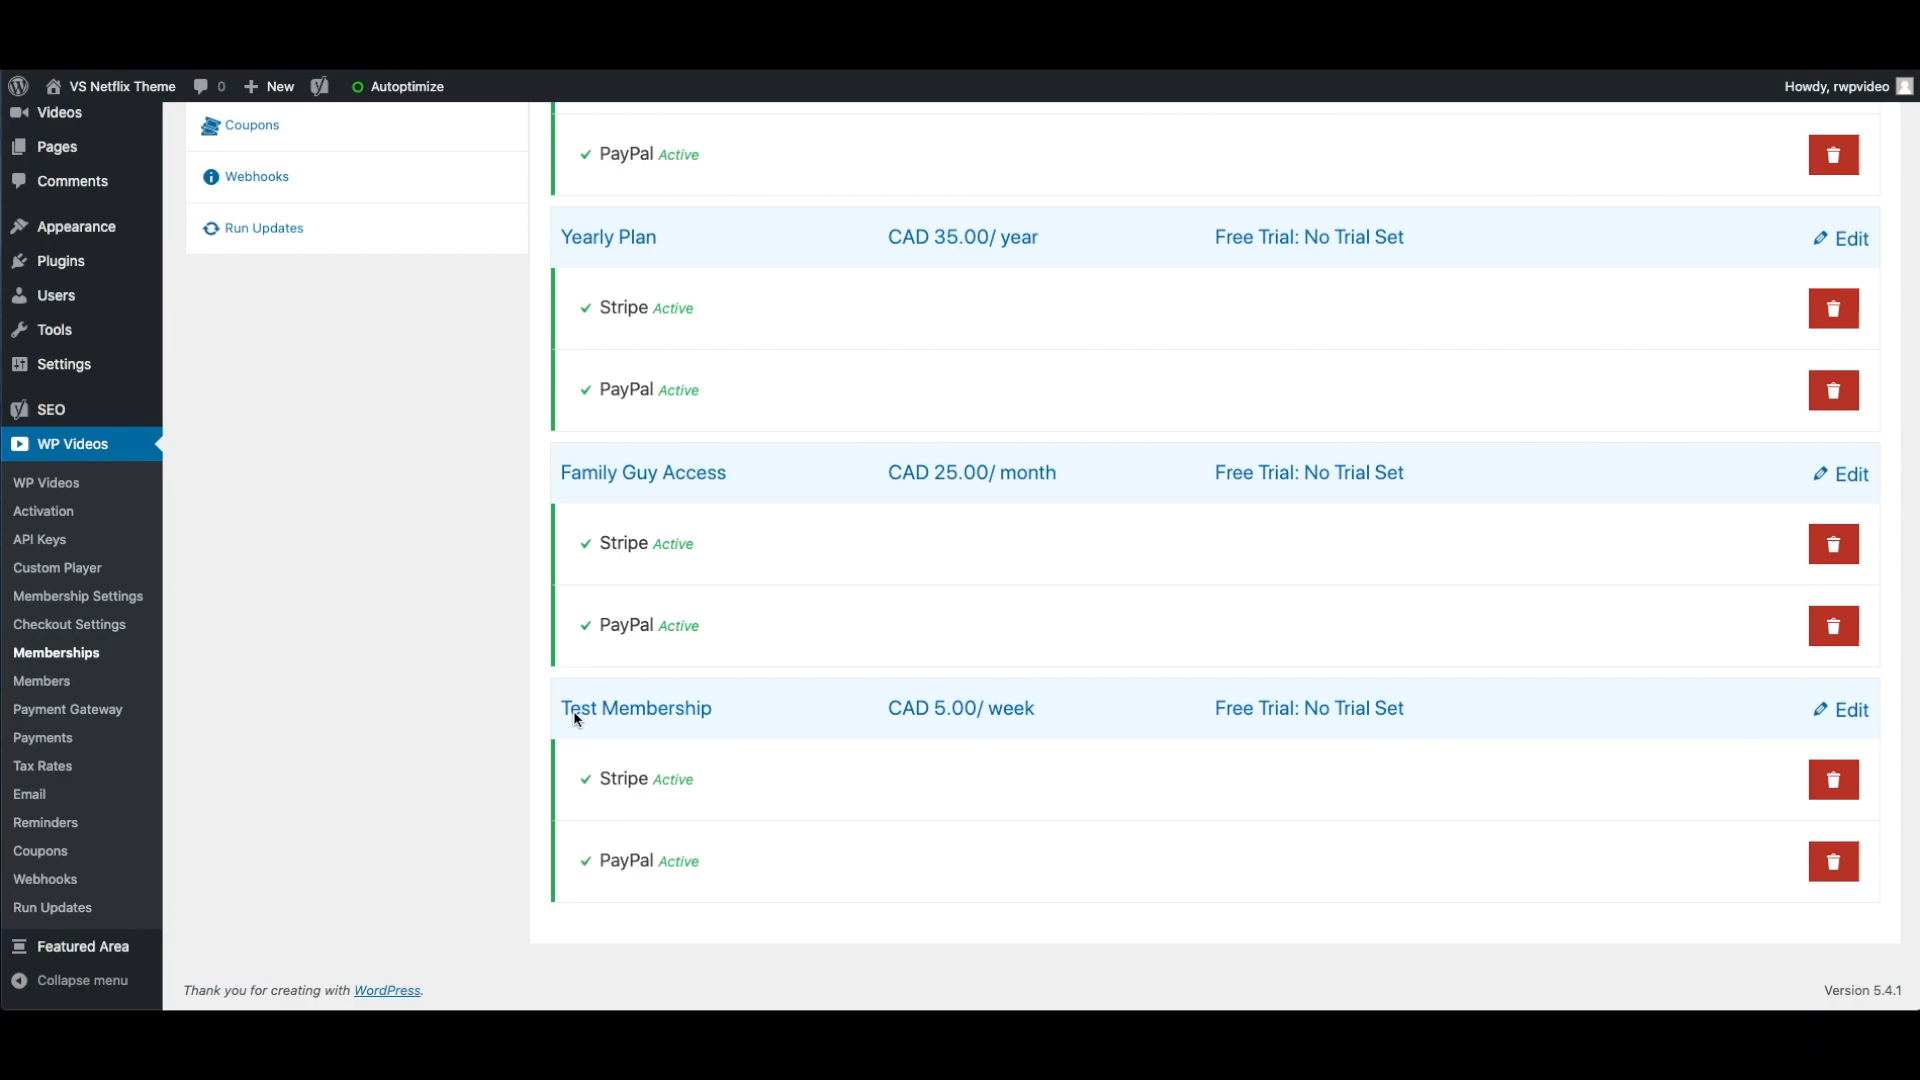 VS Netflix Theme 0 New Autoptimize Howdy, rwpvideo
Videos
Pages
Comments
Appearance
Plugins
Users
Tools
Settings
SEO
WP Videos
WP Videos
Activation
API Keys
Custom Player
Membership Settings
Checkout Settings
Memberships
Members
Payment Gateway
Payments
Tax Rates
Email
Reminders
Coupons
Webhooks
Run Updates
Featured Area
Collapse menu
Coupons
Webhooks
Run Updates
PayPal Active
Yearly Plan CAD 35.00/ year Free Trial: No Trial Set Edit
Stripe Active
PayPal Active
Family Guy Access CAD 25.00/ month Free Trial: No Trial Set Edit
Stripe Active
PayPal Active
Test Membership CAD 5.00/ week Free Trial: No Trial Set Edit
Stripe Active
PayPal Active
Thank you for creating with WordPress. Version 5.4.1